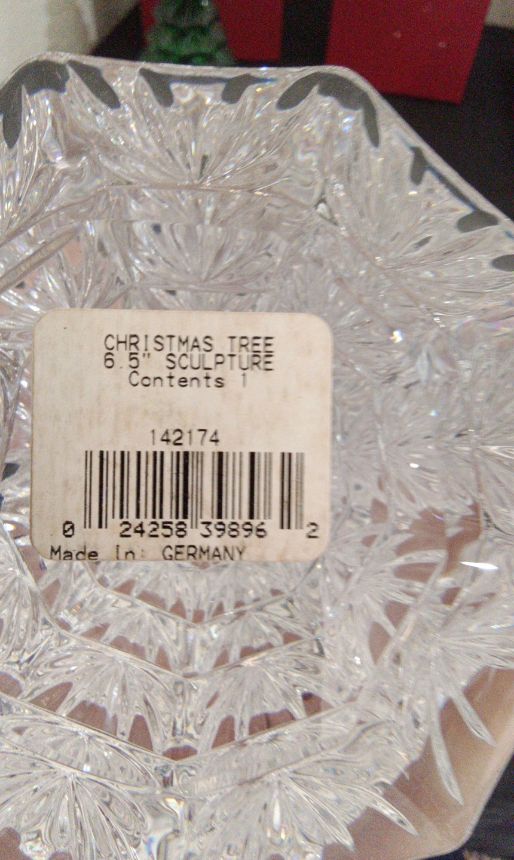 CHRISTMAS TREE
6.5" SCULPTURE
Contents 1
142174
0 24258 39896 2
Made In: GERMANY